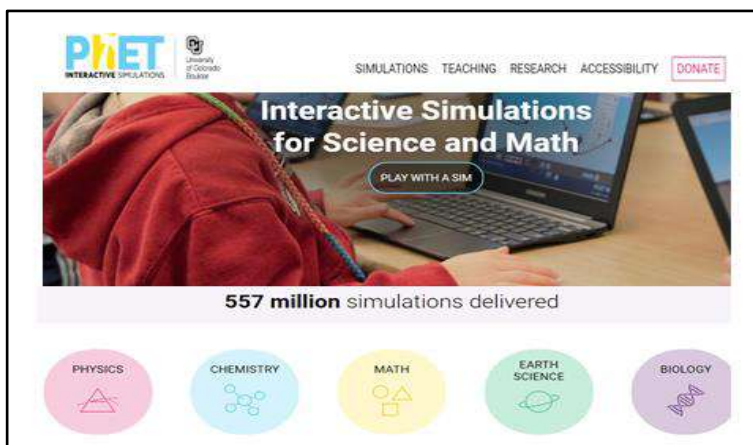 PhET
INTERACTIVE SIMULATIONS
University
of Colorado
Boulder
SIMULATIONS TEACHING RESEARCH ACCESSIBILITY DONATE
Interactive Simulations
for Science and Math
PLAY WITH A SIM
557 million simulations delivered
PHYSICS
CHEMISTRY
MATH
EARTH
SCIENCE
BIOLOGY